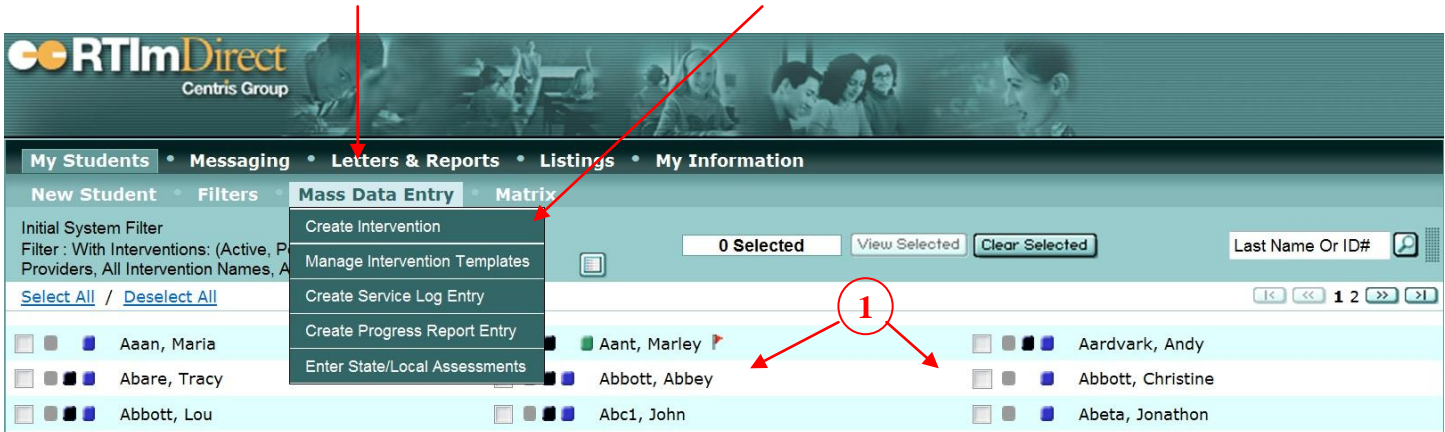 RTImDirect
Centris Group
My Students • Messaging • Letters & Reports • Listings • My Information
New Student • Filters • Mass Data Entry • Matrix
Initial System Filter
Filter : With Interventions: (Active, P
Providers, All Intervention Names, A
Create Intervention
Manage Intervention Templates
Create Service Log Entry
Create Progress Report Entry
Enter State/Local Assessments
0 Selected View Selected Clear Selected Last Name Or ID#
Select All / Deselect All
1 2
1
Aaan, Maria Aant, Marley Aardvark, Andy
Abare, Tracy Abbott, Abbey Abbott, Christine
Abbott, Lou Abc1, John Abeta, Jonathon